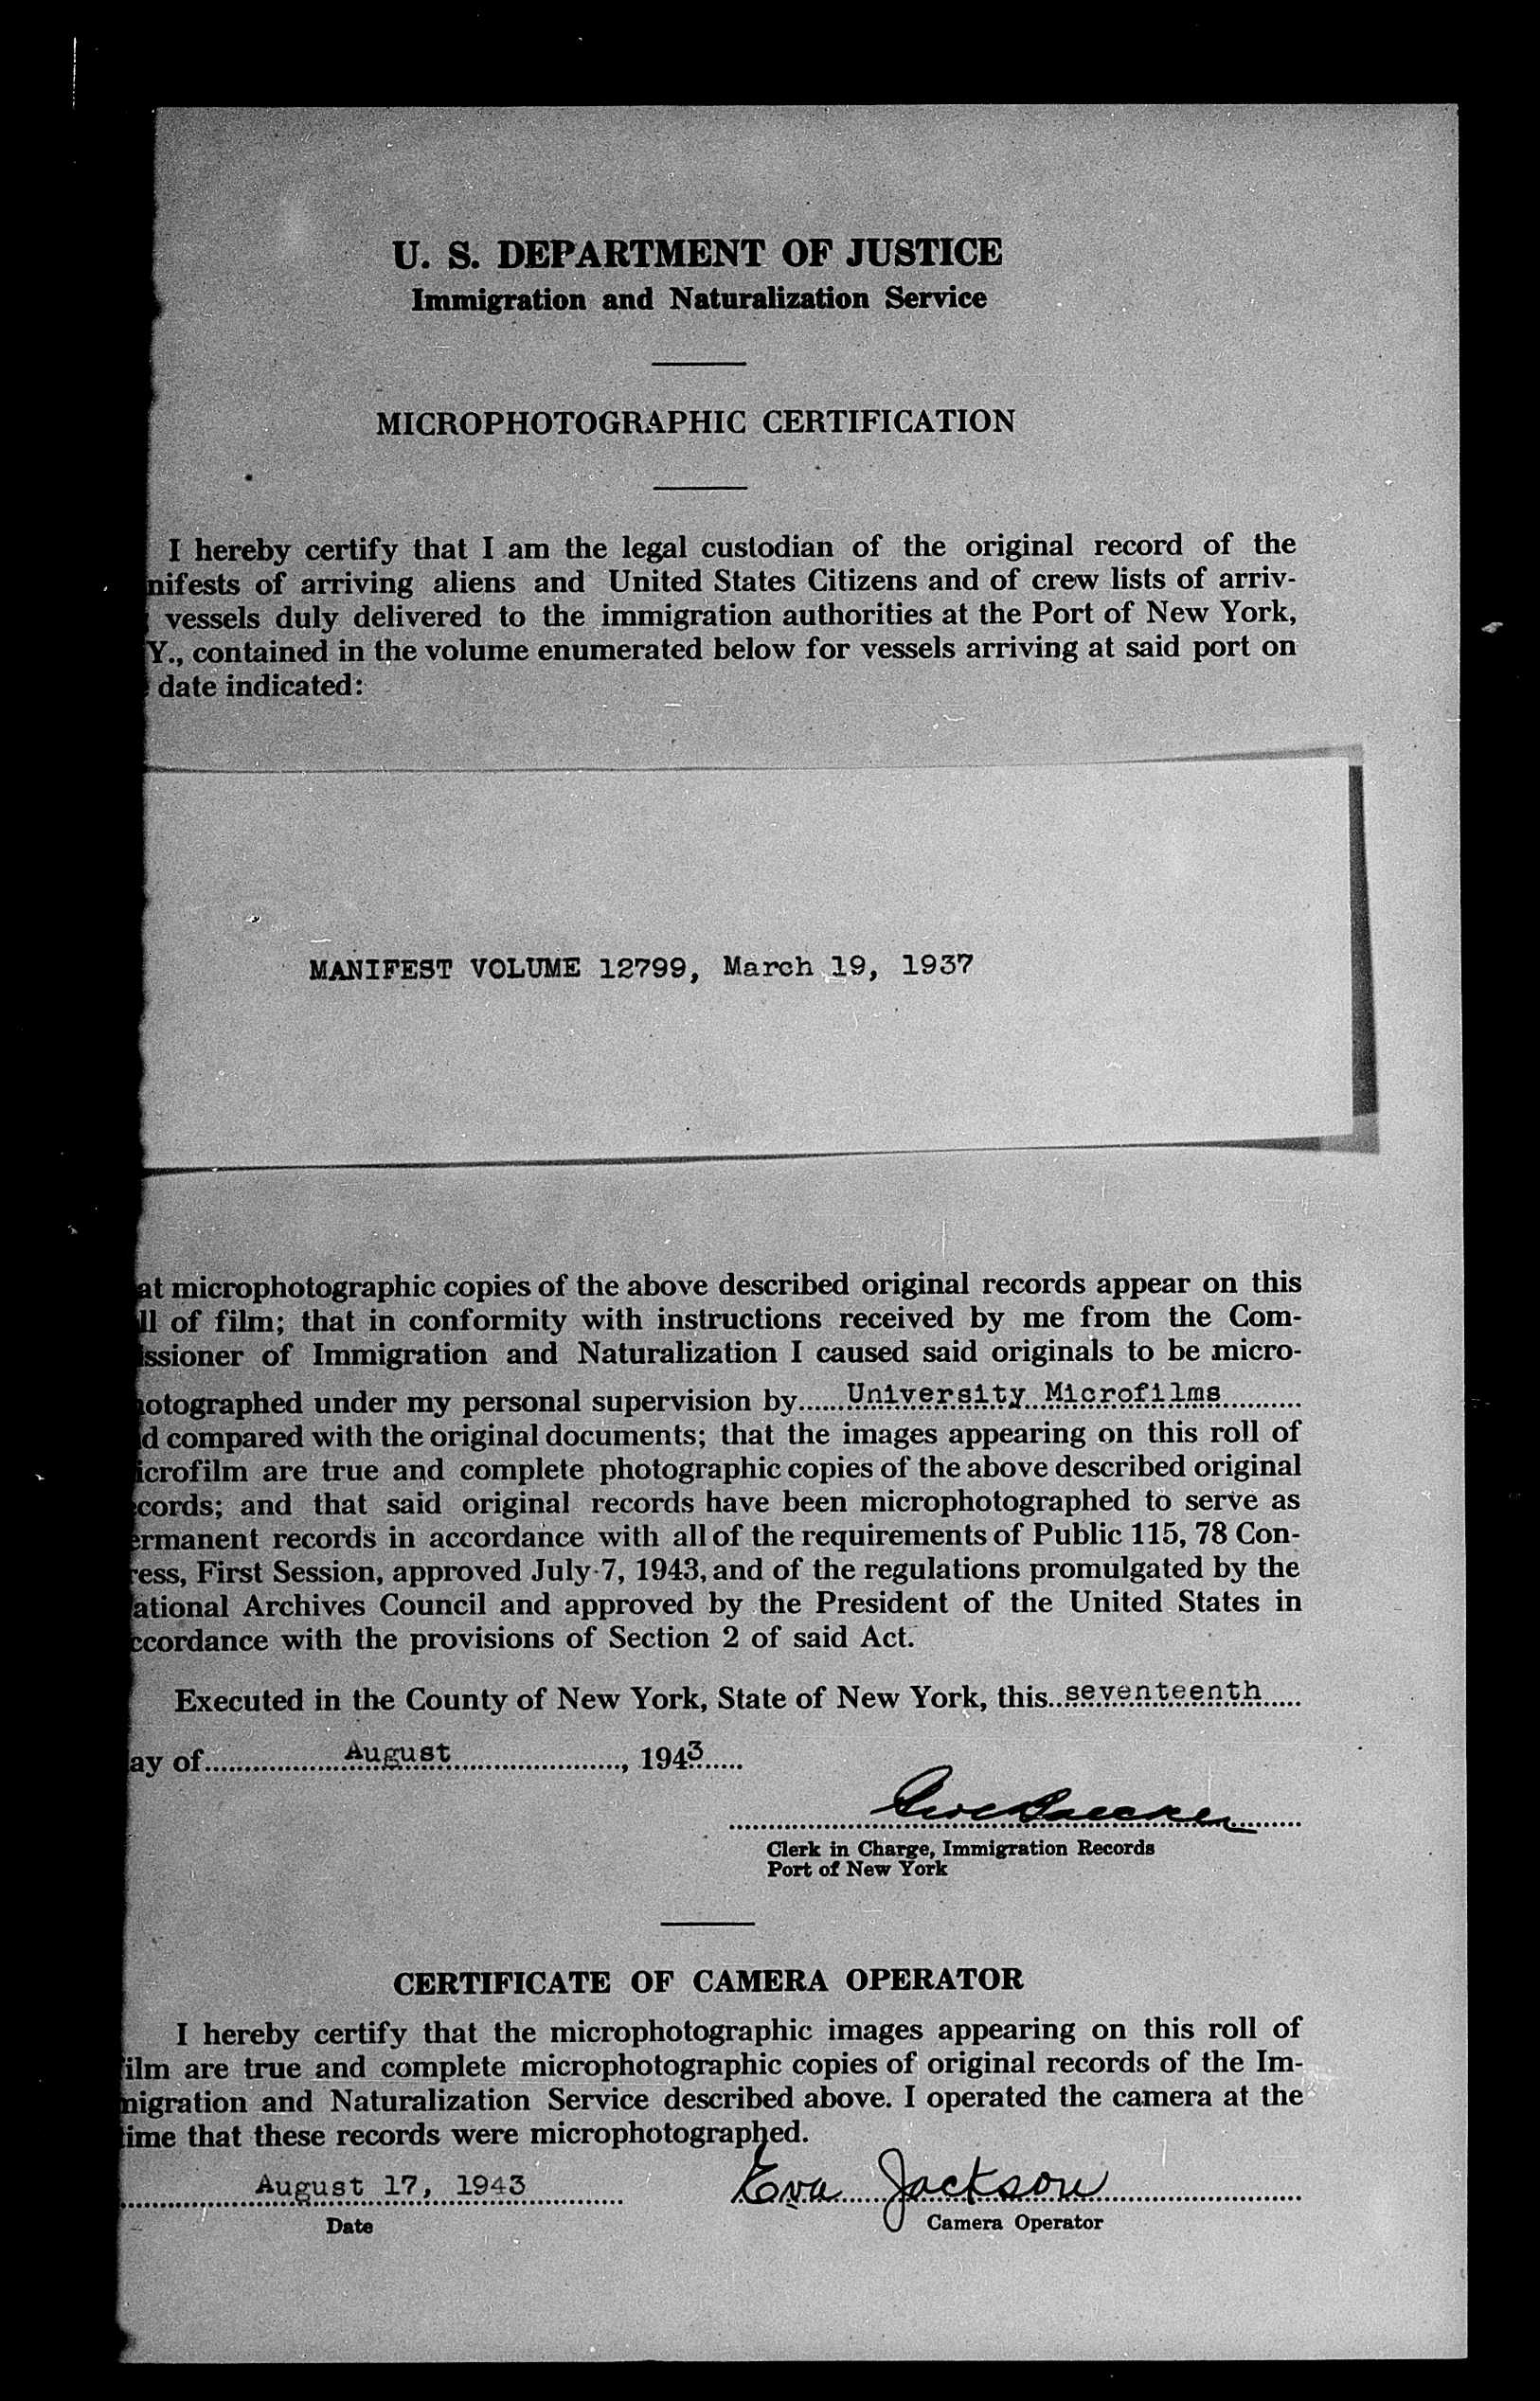 U. S. DEPARTMENT OF JUSTICE
Immigration and Naturalization Service
MICROPHOTOGRAPHIC CERTIFICATION
I hereby certify that I am the legal custodian of the original record of the
nifests of arriving aliens and United States Citizens and of crew lists of arriv-
vessels duly delivered to the immigration authorities at the Port of New York,
Y., contained in the volume enumerated below for vessels arriving at said port on
date indicated:
MANIFEST VOLUME 12799, March 19, 1937
at microphotographic copies of the above described original records appear on this
ll of film; that in conformity with instructions received by me from the Com-
ssioner of Immigration and Naturalization I caused said originals to be micro-
otographed under my personal supervision by University Microfilms
d compared with the original documents; that the images appearing on this roll of
icrofilm are true and complete photographic copies of the above described original
cords; and that said original records have been microphotographed to serve as
ermanent records in accordance with all of the requirements of Public 115, 78 Con-
ress, First Session, approved July 7, 1943, and of the regulations promulgated by the
ational Archives Council and approved by the President of the United States in
ccordance with the provisions of Section 2 of said Act.
Executed in the County of New York, State of New York, this seventeenth
ay of August, 1943
Clerk in Charge, Immigration Records
Port of New York
CERTIFICATE OF CAMERA OPERATOR
I hereby certify that the microphotographic images appearing on this roll of
ilm are true and complete microphotographic copies of original records of the Im-
migration and Naturalization Service described above. I operated the camera at the
time that these records were microphotographed.
August 17, 1943 Eva Jackson
Date Camera Operator